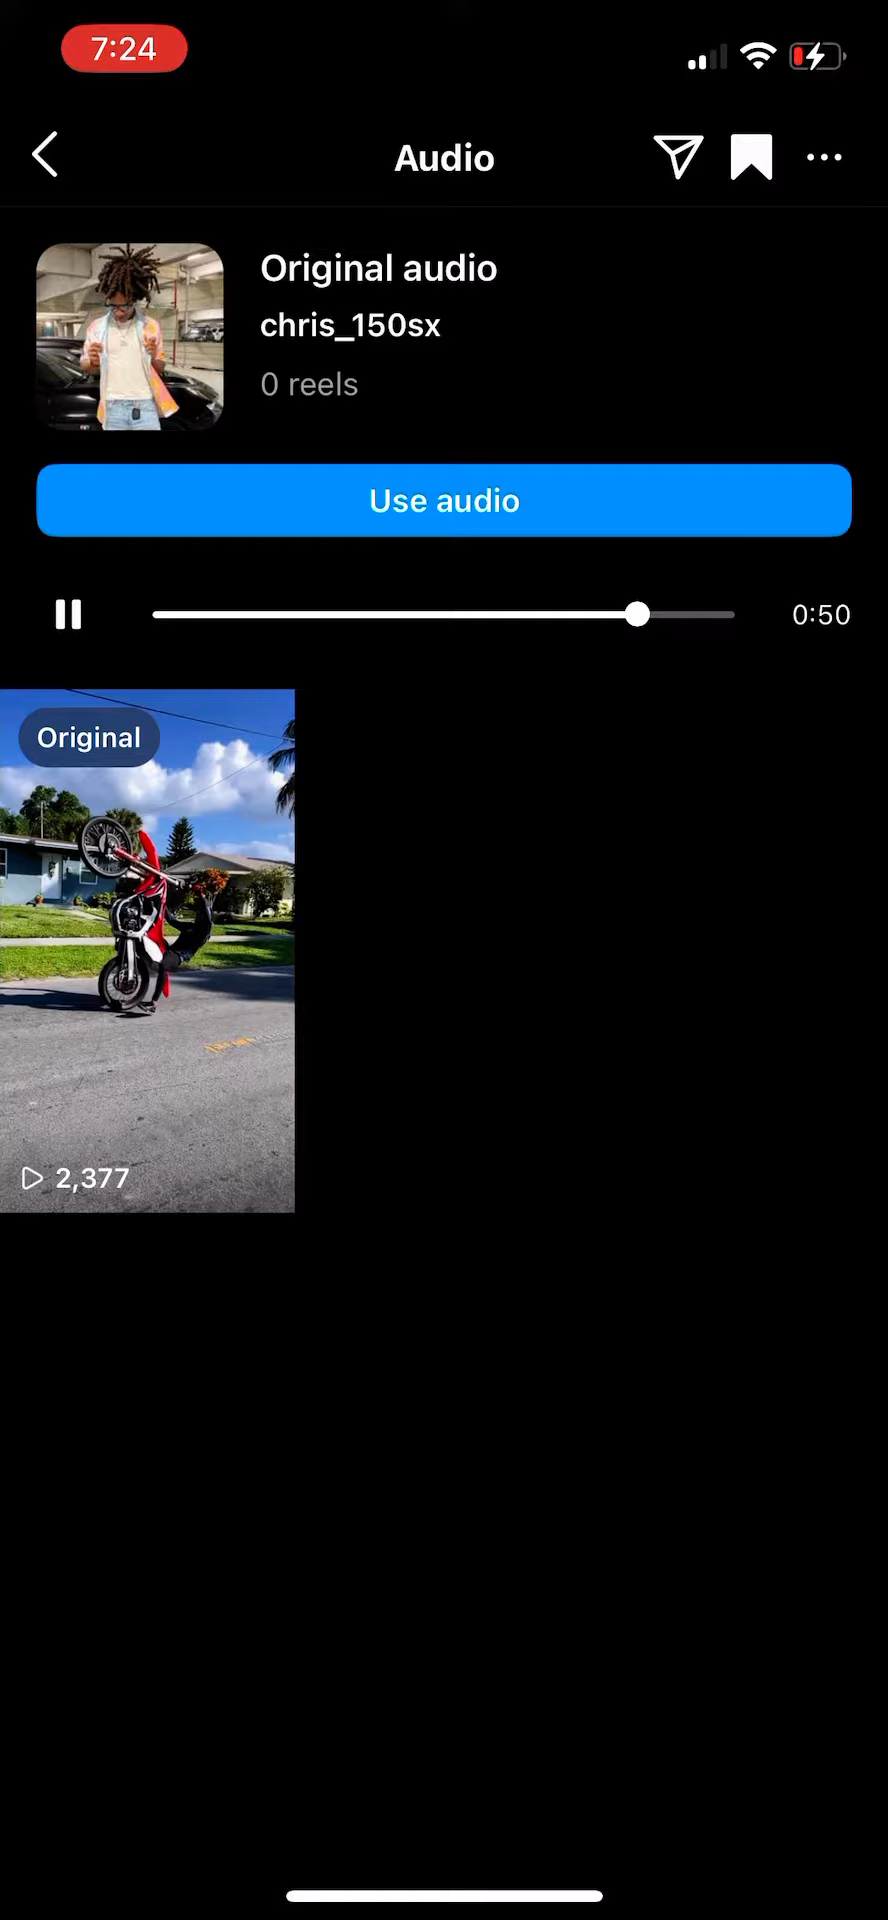 7:24
Audio
Original audio
chris_150sx
0 reels
Use audio
0:50
Original
2,377